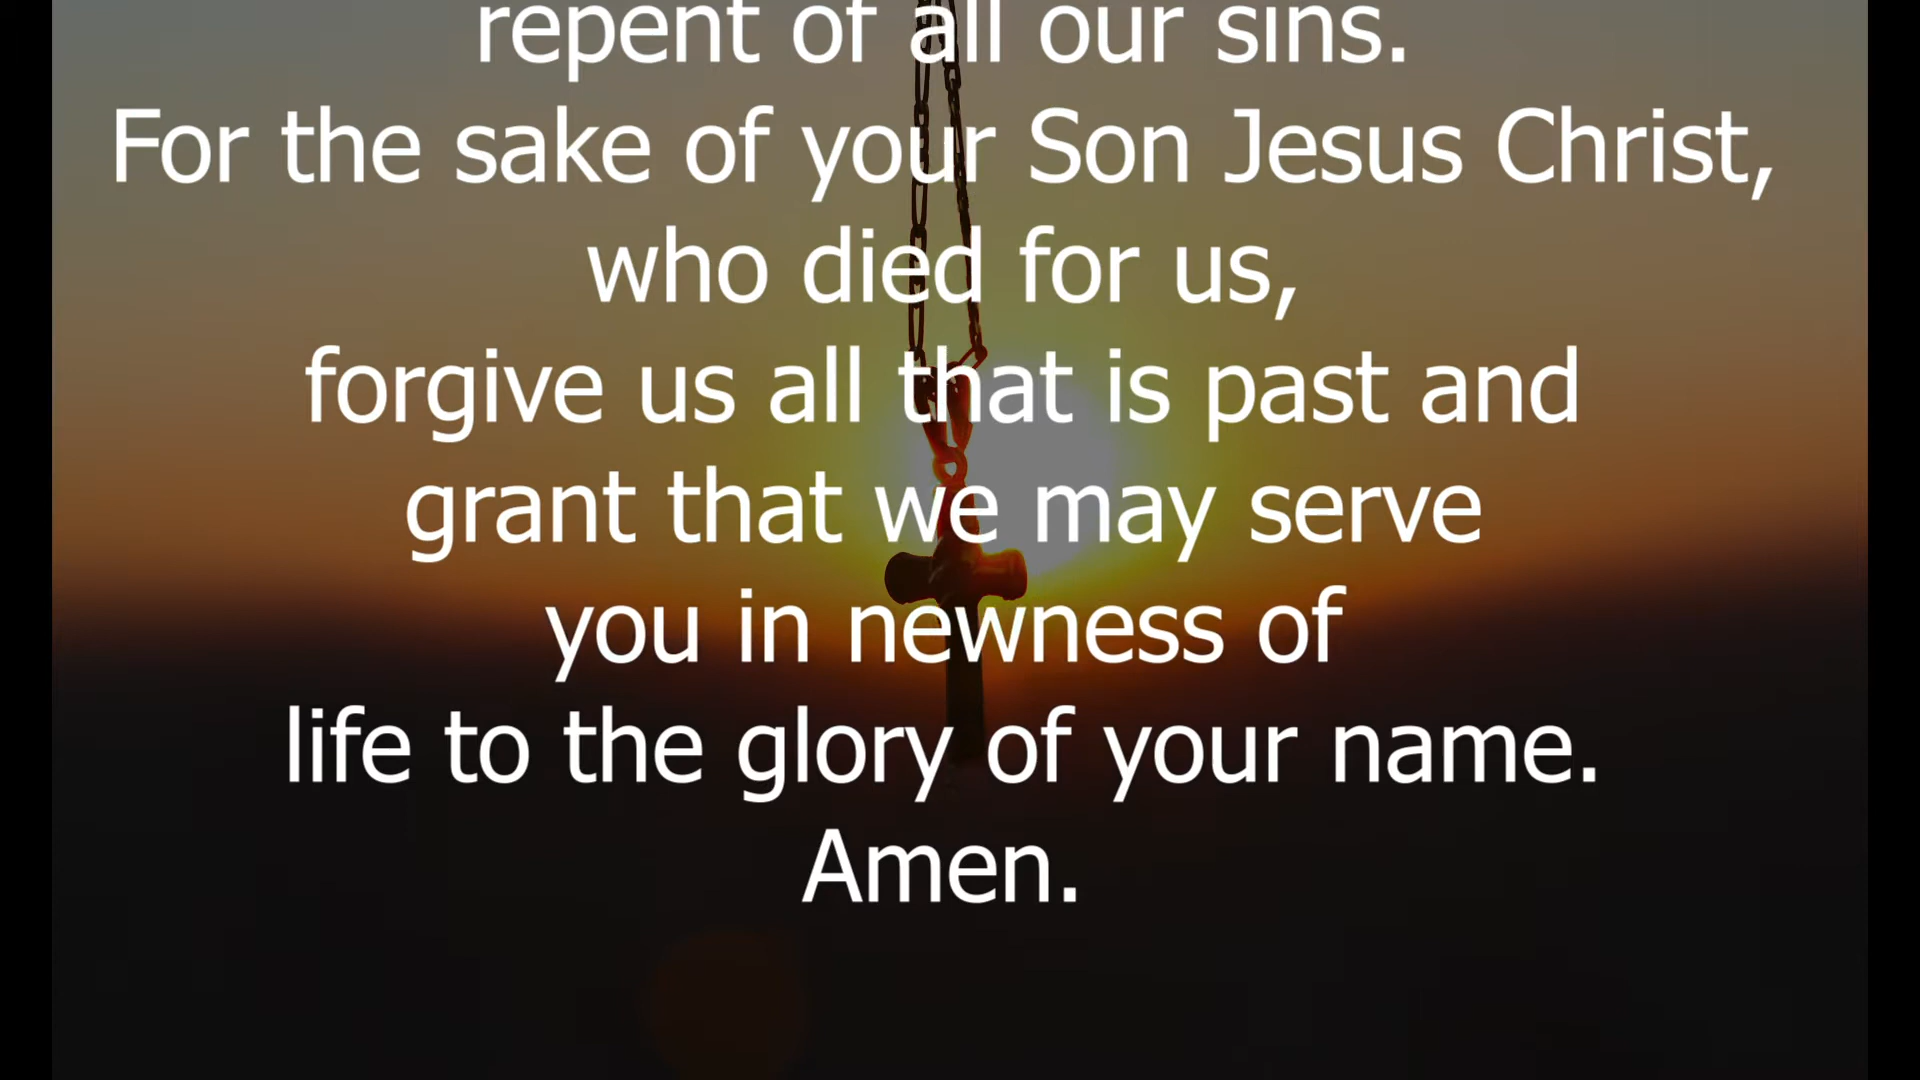 repent of all our sins.
For the sake of your Son Jesus Christ,
who died for us,
forgive us all that is past and
grant that we may serve
you in newness of
life to the glory of your name.
Amen.